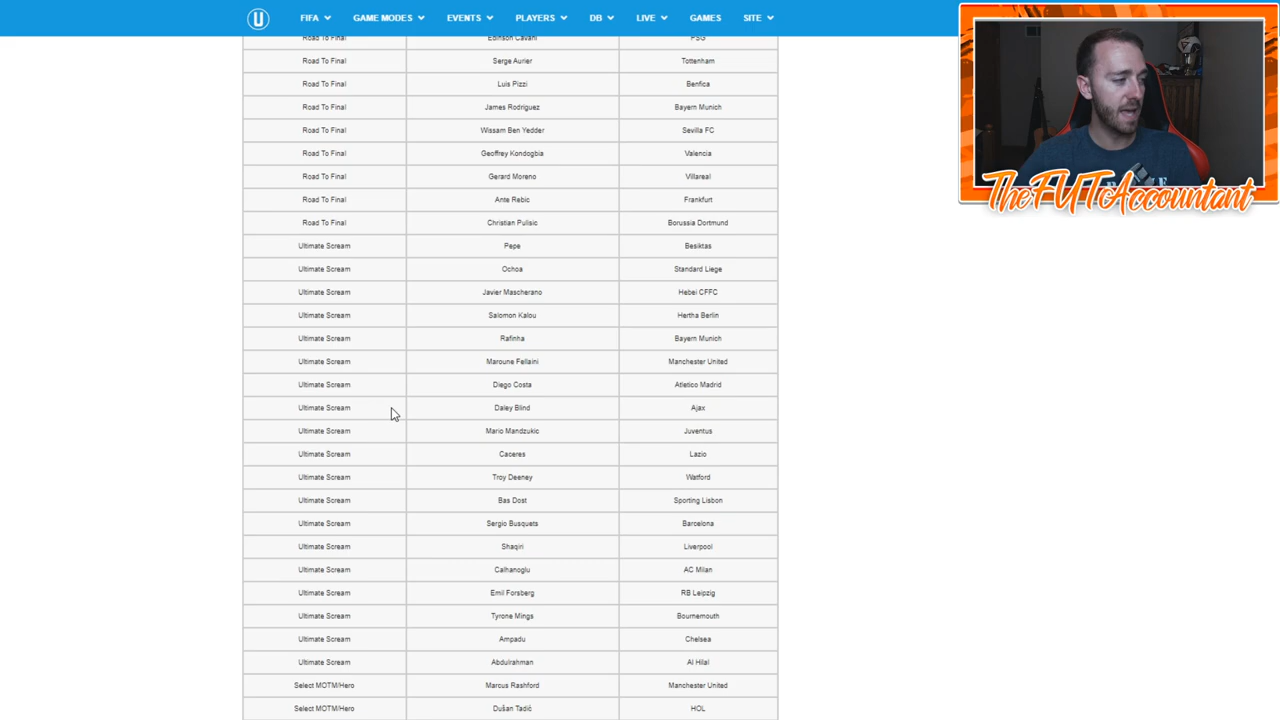 U FIFA GAME MODES EVENTS PLAYERS DB LIVE GAMES SITE
Road To Final Edinson Cavani PSG
Road To Final Serge Aurier Tottenham
Road To Final Luis Pizzi Benfica
Road To Final James Rodriguez Bayern Munich
Road To Final Wissam Ben Yedder Sevilla FC
Road To Final Geoffrey Kondogbia Valencia
Road To Final Gerard Moreno Villareal
Road To Final Ante Rebic Frankfurt
Road To Final Christian Pulisic Borussia Dortmund
Ultimate Scream Pepe Besiktas
Ultimate Scream Ochoa Standard Liege
Ultimate Scream Javier Mascherano Hebei CFFC
Ultimate Scream Salomon Kalou Hertha Berlin
Ultimate Scream Rafinha Bayern Munich
Ultimate Scream Maroune Fellaini Manchester United
Ultimate Scream Diego Costa Atletico Madrid
Ultimate Scream Daley Blind Ajax
Ultimate Scream Mario Mandzukic Juventus
Ultimate Scream Caceres Lazio
Ultimate Scream Troy Deeney Watford
Ultimate Scream Bas Dost Sporting Lisbon
Ultimate Scream Sergio Busquets Barcelona
Ultimate Scream Shaqiri Liverpool
Ultimate Scream Calhanoglu AC Milan
Ultimate Scream Emil Forsberg RB Leipzig
Ultimate Scream Tyrone Mings Bournemouth
Ultimate Scream Ampadu Chelsea
Ultimate Scream Abdulrahman Al Hilal
Select MOTM/Hero Marcus Rashford Manchester United
Select MOTM/Hero Dušan Tadić HOL
TheFUTAccountant